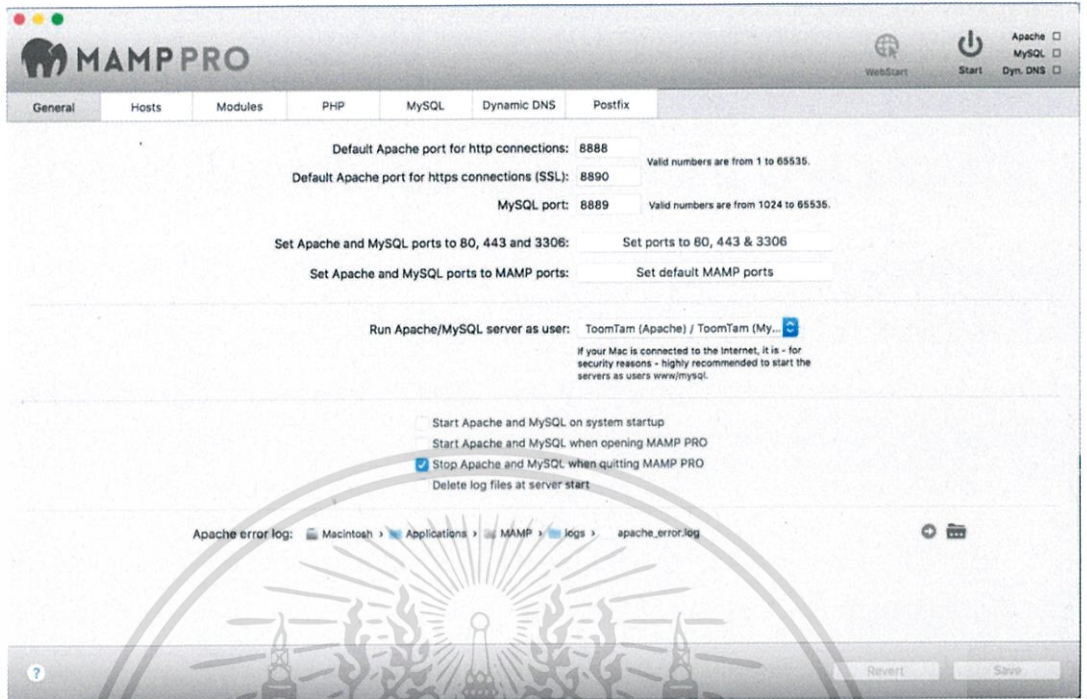 MAMP PRO
WebStart
Start
Apache
MySQL
Dyn. DNS
General Hosts Modules PHP MySQL Dynamic DNS Postfix
Default Apache port for http connections: 8888
Valid numbers are from 1 to 65535.
Default Apache port for https connections (SSL): 8890
MySQL port: 8889 Valid numbers are from 1024 to 65535.
Set Apache and MySQL ports to 80, 443 and 3306: Set ports to 80, 443 & 3306
Set Apache and MySQL ports to MAMP ports: Set default MAMP ports
Run Apache/MySQL server as user: ToomTam (Apache) / ToomTam (My...
If your Mac is connected to the Internet, it is - for
security reasons - highly recommended to start the
servers as users www/mysql.
Start Apache and MySQL on system startup
Start Apache and MySQL when opening MAMP PRO
Stop Apache and MySQL when quitting MAMP PRO
Delete log files at server start
Apache error log: Macintosh › Applications › MAMP › logs › apache_error.log
?
Revert Save